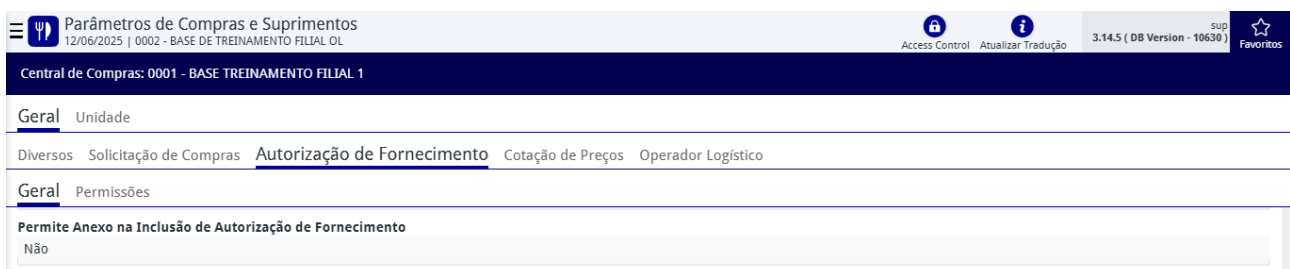 Parâmetros de Compras e Suprimentos
12/06/2025 | 0002 - BASE DE TREINAMENTO FILIAL OL
Access Control
Atualizar Tradução
sup
3.14.5 ( DB Version - 10630 )
Favoritos
Central de Compras: 0001 - BASE TREINAMENTO FILIAL 1
Geral Unidade
Diversos Solicitação de Compras Autorização de Fornecimento Cotação de Preços Operador Logístico
Geral Permissões
Permite Anexo na Inclusão de Autorização de Fornecimento
Não